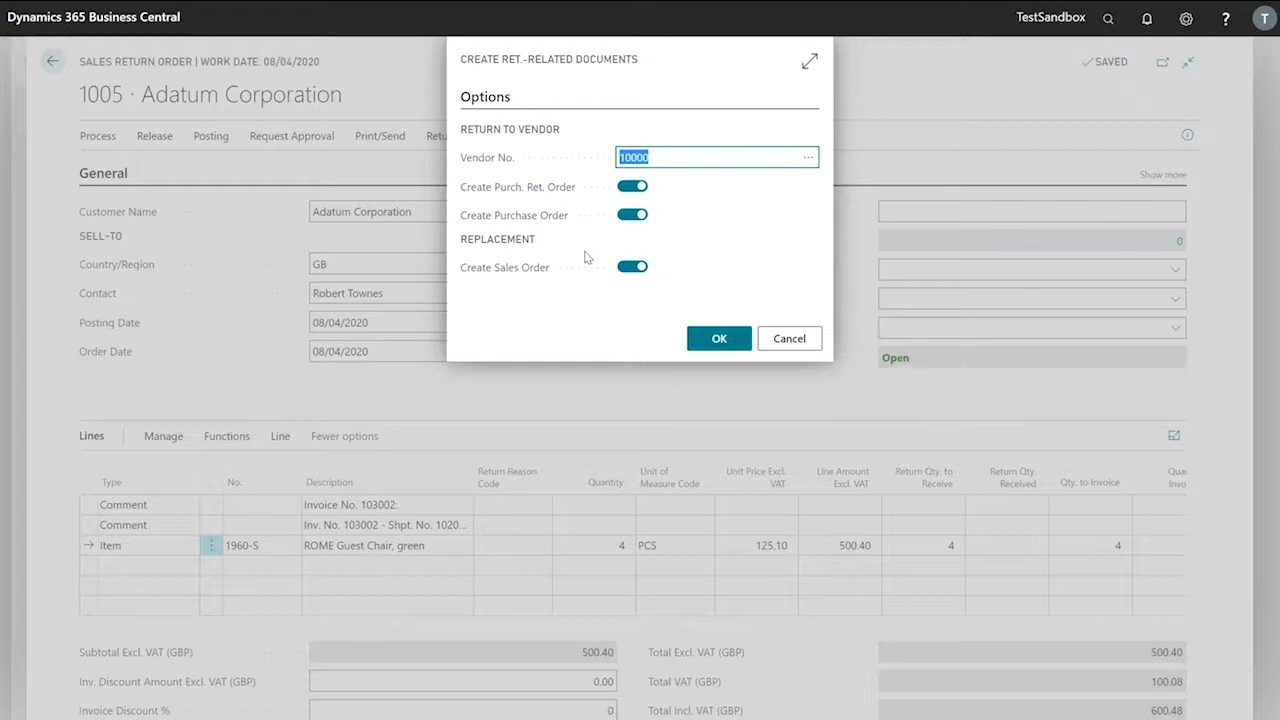 Dynamics 365 Business Central
TestSandbox
?
T
SALES RETURN ORDER | WORK DATE: 08/04/2020
SAVED
1005 · Adatum Corporation
Process Release Posting Request Approval Print/Send Retu
General
Show more
Customer Name Adatum Corporation
SELL-TO
0
Country/Region GB
Contact Robert Townes
Posting Date 08/04/2020
Order Date 08/04/2020
Open
CREATE RET.-RELATED DOCUMENTS
Options
RETURN TO VENDOR
Vendor No. 10000 ...
Create Purch. Ret. Order
Create Purchase Order
REPLACEMENT
Create Sales Order
OK Cancel
Lines Manage Functions Line Fewer options
Type No. Description Return Reason Code Quantity Unit of Measure Code Unit Price Excl. VAT Line Amount Excl. VAT Return Qty. to Receive Return Qty. Received Qty. to Invoice Qua Invo
Comment Invoice No. 103002:
Comment Inv. No. 103002 - Shpt. No. 1020...
Item 1960-S ROME Guest Chair, green 4 PCS 125.10 500.40 4 4
Subtotal Excl. VAT (GBP) 500.40 Total Excl. VAT (GBP) 500.40
Inv. Discount Amount Excl. VAT (GBP) 0.00 Total VAT (GBP) 100.08
Invoice Discount % 0 Total Incl. VAT (GBP) 600.48